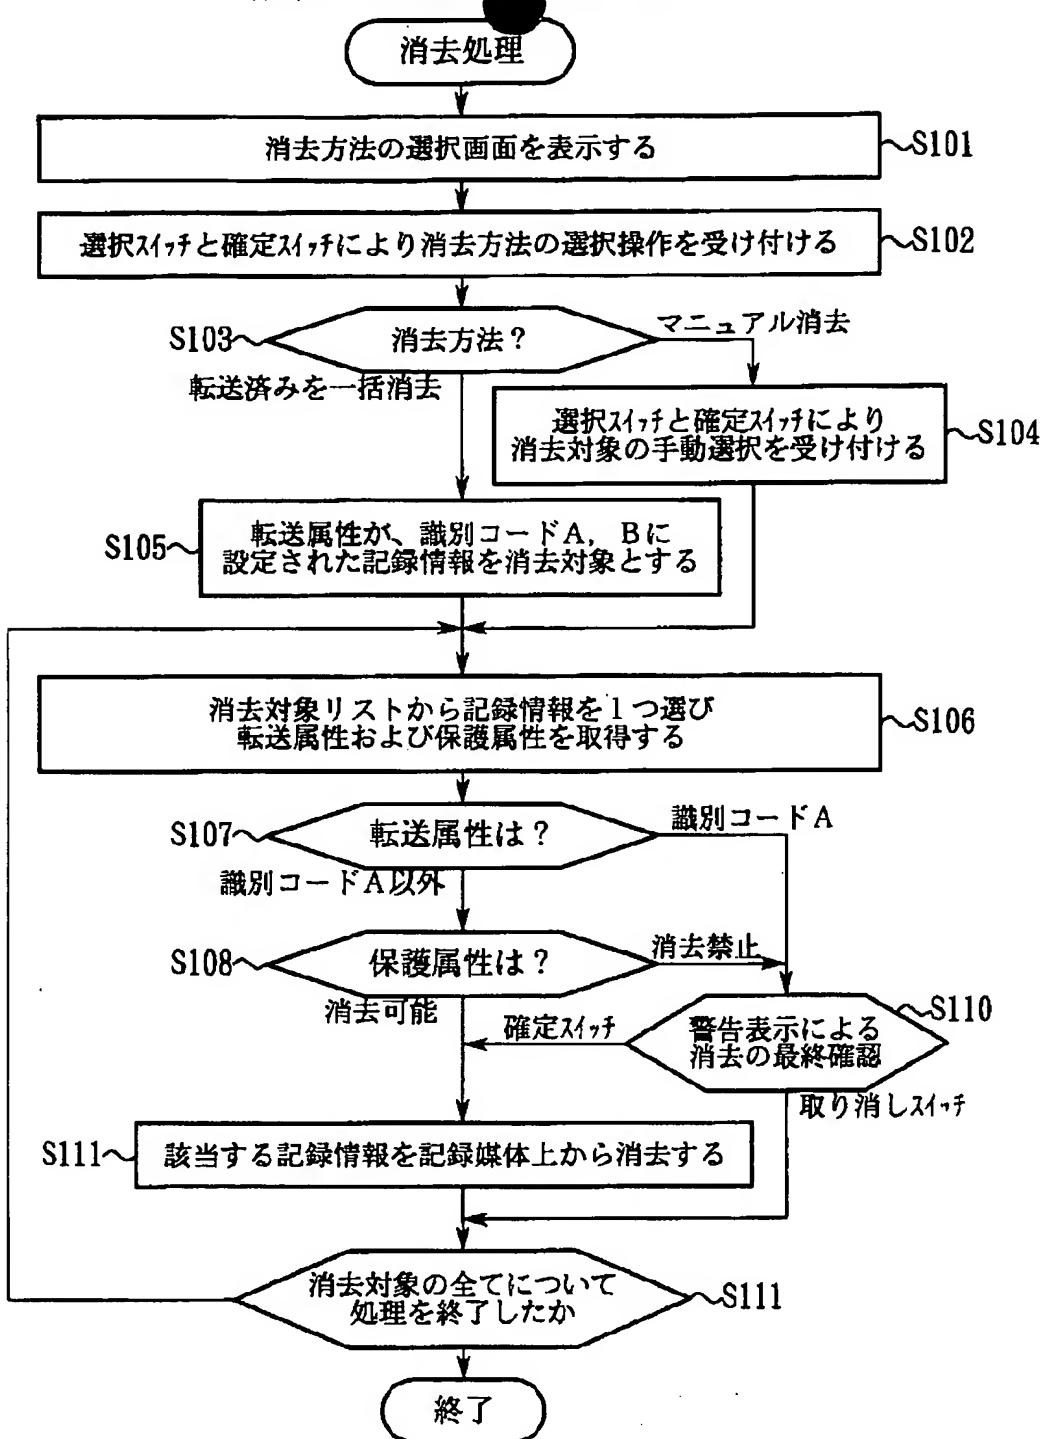 消去処理
消去方法の選択画面を表示する
S101
選択スイッチと確定スイッチにより消去方法の選択操作を受け付ける
S102
S103
消去方法？
マニュアル消去
転送済みを一括消去
選択スイッチと確定スイッチにより
消去対象の手動選択を受け付ける
S104
S105
転送属性が、識別コードA，Bに
設定された記録情報を消去対象とする
消去対象リストから記録情報を1つ選び
転送属性および保護属性を取得する
S106
S107
転送属性は？
識別コードA
識別コードA以外
S108
保護属性は？
消去禁止
消去可能
確定スイッチ
警告表示による
消去の最終確認
S110
取り消しスイッチ
S111
該当する記録情報を記録媒体上から消去する
消去対象の全てについて
処理を終了したか
S111
終了